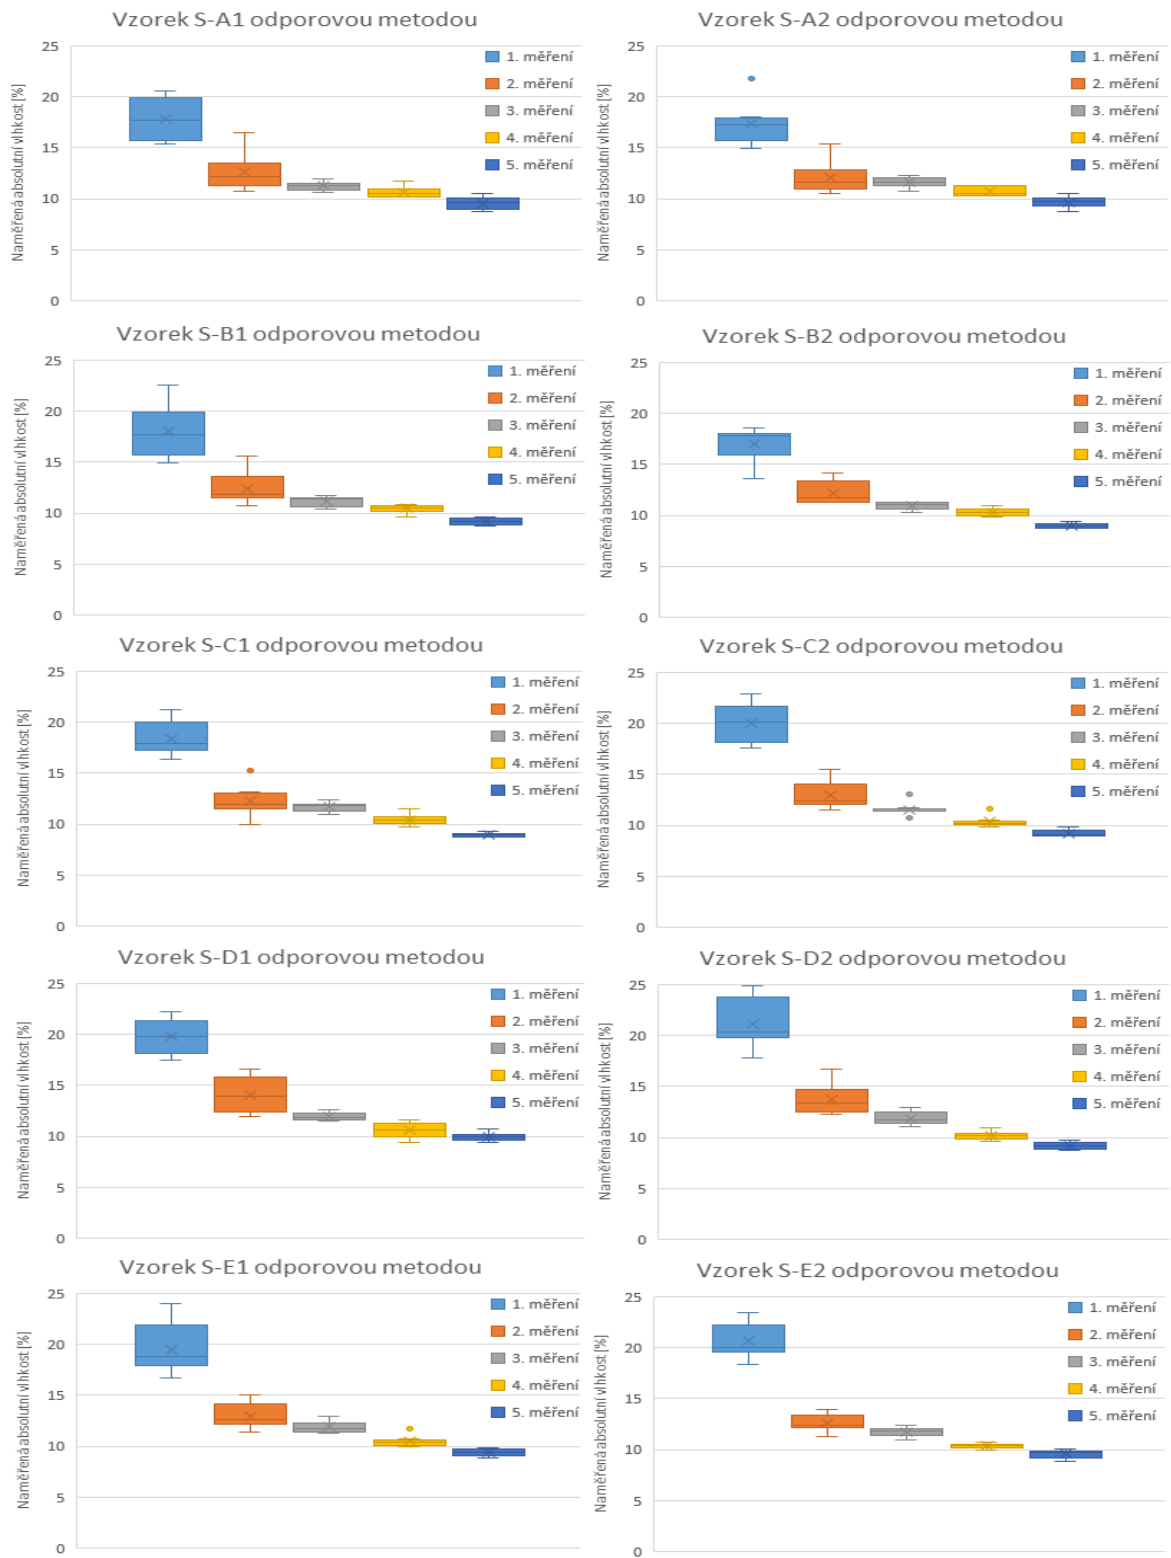 Vzorek S-A1 odporovou metodou
Naměřená absolutní vlhkost [%]
25
20
15
10
5
0
1. měření
2. měření
3. měření
4. měření
5. měření
Vzorek S-A2 odporovou metodou
Naměřená absolutní vlhkost [%]
25
20
15
10
5
0
1. měření
2. měření
3. měření
4. měření
5. měření
Vzorek S-B1 odporovou metodou
Naměřená absolutní vlhkost [%]
25
20
15
10
5
0
1. měření
2. měření
3. měření
4. měření
5. měření
Vzorek S-B2 odporovou metodou
Naměřená absolutní vlhkost [%]
25
20
15
10
5
0
1. měření
2. měření
3. měření
4. měření
5. měření
Vzorek S-C1 odporovou metodou
Naměřená absolutní vlhkost [%]
25
20
15
10
5
0
1. měření
2. měření
3. měření
4. měření
5. měření
Vzorek S-C2 odporovou metodou
Naměřená absolutní vlhkost [%]
25
20
15
10
5
0
1. měření
2. měření
3. měření
4. měření
5. měření
Vzorek S-D1 odporovou metodou
Naměřená absolutní vlhkost [%]
25
20
15
10
5
0
1. měření
2. měření
3. měření
4. měření
5. měření
Vzorek S-D2 odporovou metodou
Naměřená absolutní vlhkost [%]
25
20
15
10
5
0
1. měření
2. měření
3. měření
4. měření
5. měření
Vzorek S-E1 odporovou metodou
Naměřená absolutní vlhkost [%]
25
20
15
10
5
0
1. měření
2. měření
3. měření
4. měření
5. měření
Vzorek S-E2 odporovou metodou
Naměřená absolutní vlhkost [%]
25
20
15
10
5
0
1. měření
2. měření
3. měření
4. měření
5. měření